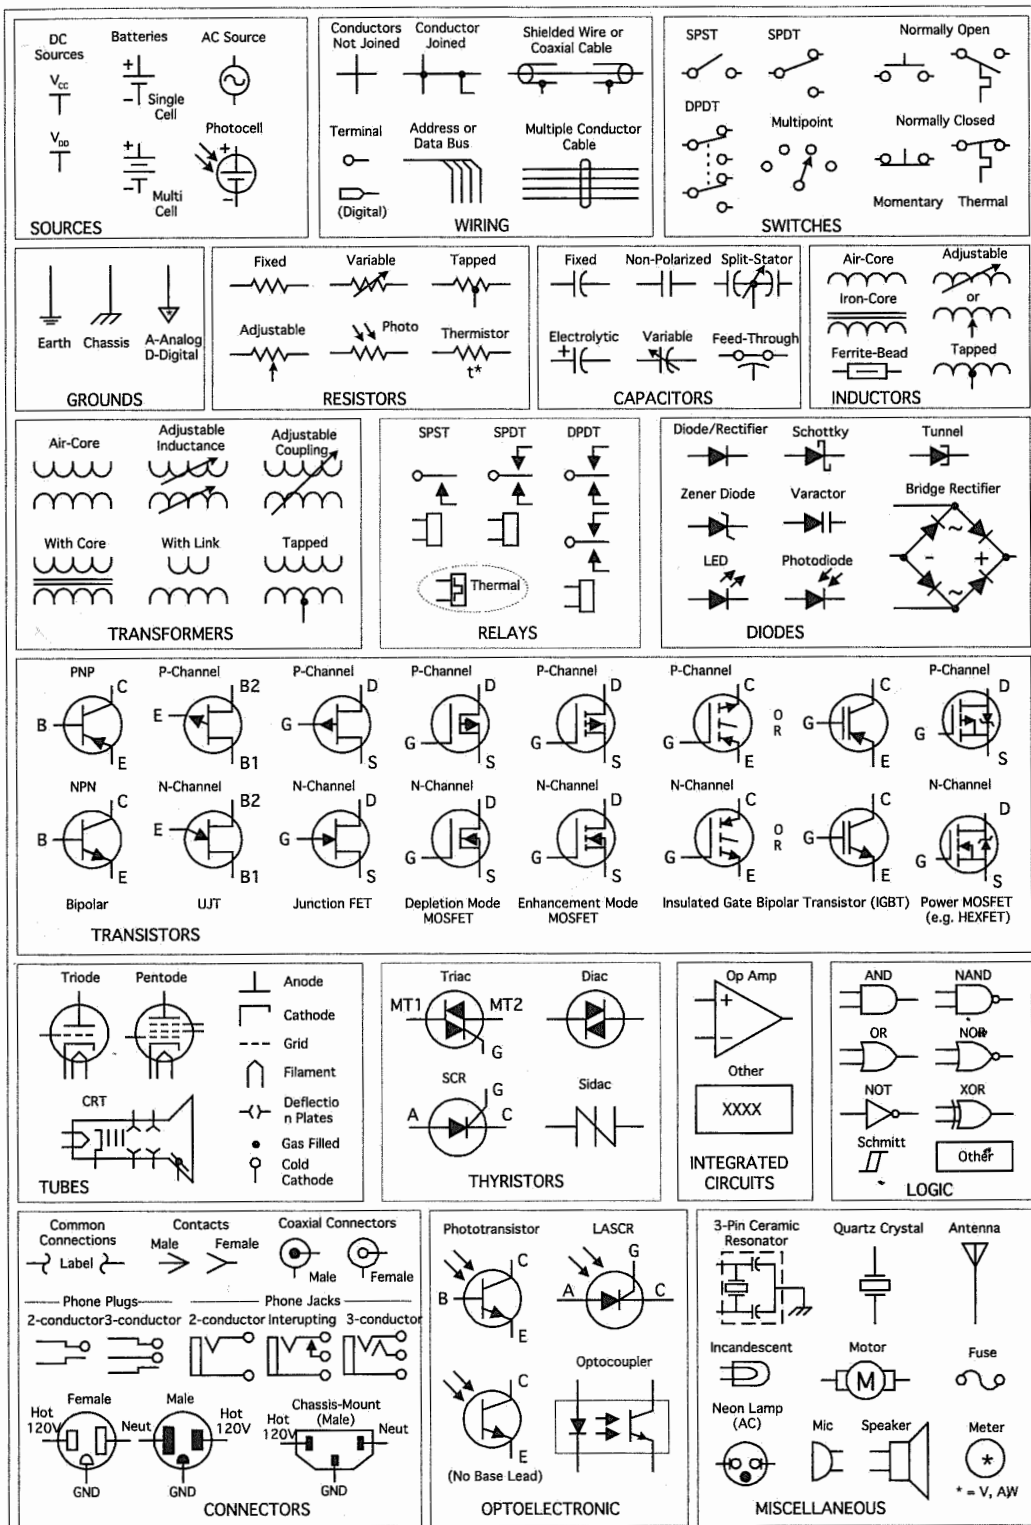 DC
Sources
Batteries
AC Source
V_CC
+
−
Single
Cell
V_DD
+
−
Multi
Cell
Photocell
+
−
SOURCES
Conductors
Not Joined
Conductor
Joined
Shielded Wire or
Coaxial Cable
Terminal
(Digital)
Address or
Data Bus
Multiple Conductor
Cable
WIRING
SPST
SPDT
Normally Open
DPDT
Multipoint
Normally Closed
Momentary
Thermal
SWITCHES
Earth
Chassis
A-Analog
D-Digital
GROUNDS
Fixed
Variable
Tapped
Adjustable
Photo
Thermistor
t*
RESISTORS
Fixed
Non-Polarized
Split-Stator
Electrolytic
+
Variable
Feed-Through
CAPACITORS
Air-Core
Adjustable
Iron-Core
or
Ferrite-Bead
Tapped
INDUCTORS
Air-Core
Adjustable
Inductance
Adjustable
Coupling
With Core
With Link
Tapped
TRANSFORMERS
SPST
SPDT
DPDT
Thermal
RELAYS
Diode/Rectifier
Schottky
Tunnel
Zener Diode
Varactor
Bridge Rectifier
~ ~
- +
~ ~
LED
Photodiode
DIODES
PNP
C
B
E
P-Channel
B2
E
B1
P-Channel
D
G
S
P-Channel
D
G
S
P-Channel
D
G
S
P-Channel
C
G
E
O
R
C
G
E
P-Channel
D
G
S
NPN
C
B
E
N-Channel
B2
E
B1
N-Channel
D
G
S
N-Channel
D
G
S
N-Channel
D
G
S
N-Channel
C
G
E
O
R
C
G
E
N-Channel
D
G
S
Bipolar
UJT
Junction FET
Depletion Mode
MOSFET
Enhancement Mode
MOSFET
Insulated Gate Bipolar Transistor (IGBT)
Power MOSFET
(e.g. HEXFET)
TRANSISTORS
Triode
Pentode
Anode
Cathode
Grid
Filament
CRT
Deflectio
n Plates
Gas Filled
Cold
Cathode
TUBES
Triac
MT1
MT2
G
Diac
SCR
G
A
C
Sidac
THYRISTORS
Op Amp
+
−
Other
XXXX
INTEGRATED
CIRCUITS
AND
NAND
OR
NOR
NOT
XOR
Schmitt
Other
LOGIC
Common
Connections
Label
Contacts
Male
Female
Coaxial Connectors
Male
Female
Phone Plugs
Phone Jacks
2-conductor
3-conductor
2-conductor
Interupting
3-conductor
Female
Hot
120V
Neut
GND
Male
Hot
120V
GND
Chassis-Mount
(Male)
Hot
120V
Neut
GND
CONNECTORS
Phototransistor
C
B
E
LASCR
G
A
C
C
E
(No Base Lead)
Optocoupler
OPTOELECTRONIC
3-Pin Ceramic
Resonator
Quartz Crystal
Antenna
Incandescent
Motor
M
Fuse
Neon Lamp
(AC)
Mic
Speaker
Meter
*
* = V, A,W
MISCELLANEOUS